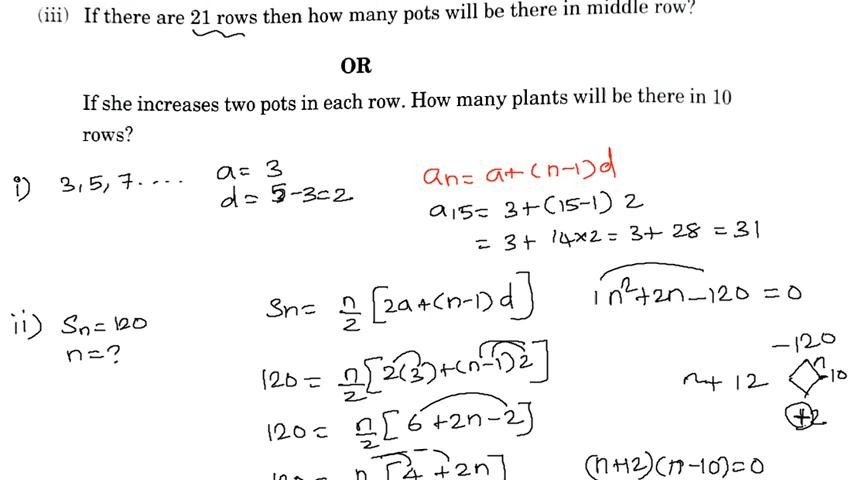 (iii) If there are 21 rows then how many pots will be there in middle row?
OR
If she increases two pots in each row. How many plants will be there in 10
rows?
i) 3, 5, 7 ....
a = 3
d = 5-3=2
an = a+(n-1)d
a15 = 3+(15-1) 2
= 3+ 14×2 = 3+ 28 = 31
ii) Sn = 120
n = ?
Sn = n/2 [2a+(n-1)d]
120 = n/2 [2(3)+(n-1)2]
120 = n/2 [6+2n-2]
n [4+2n]
1n²+2n-120=0
-120
n+12
n-10
+2
(n+12)(n-10)=0